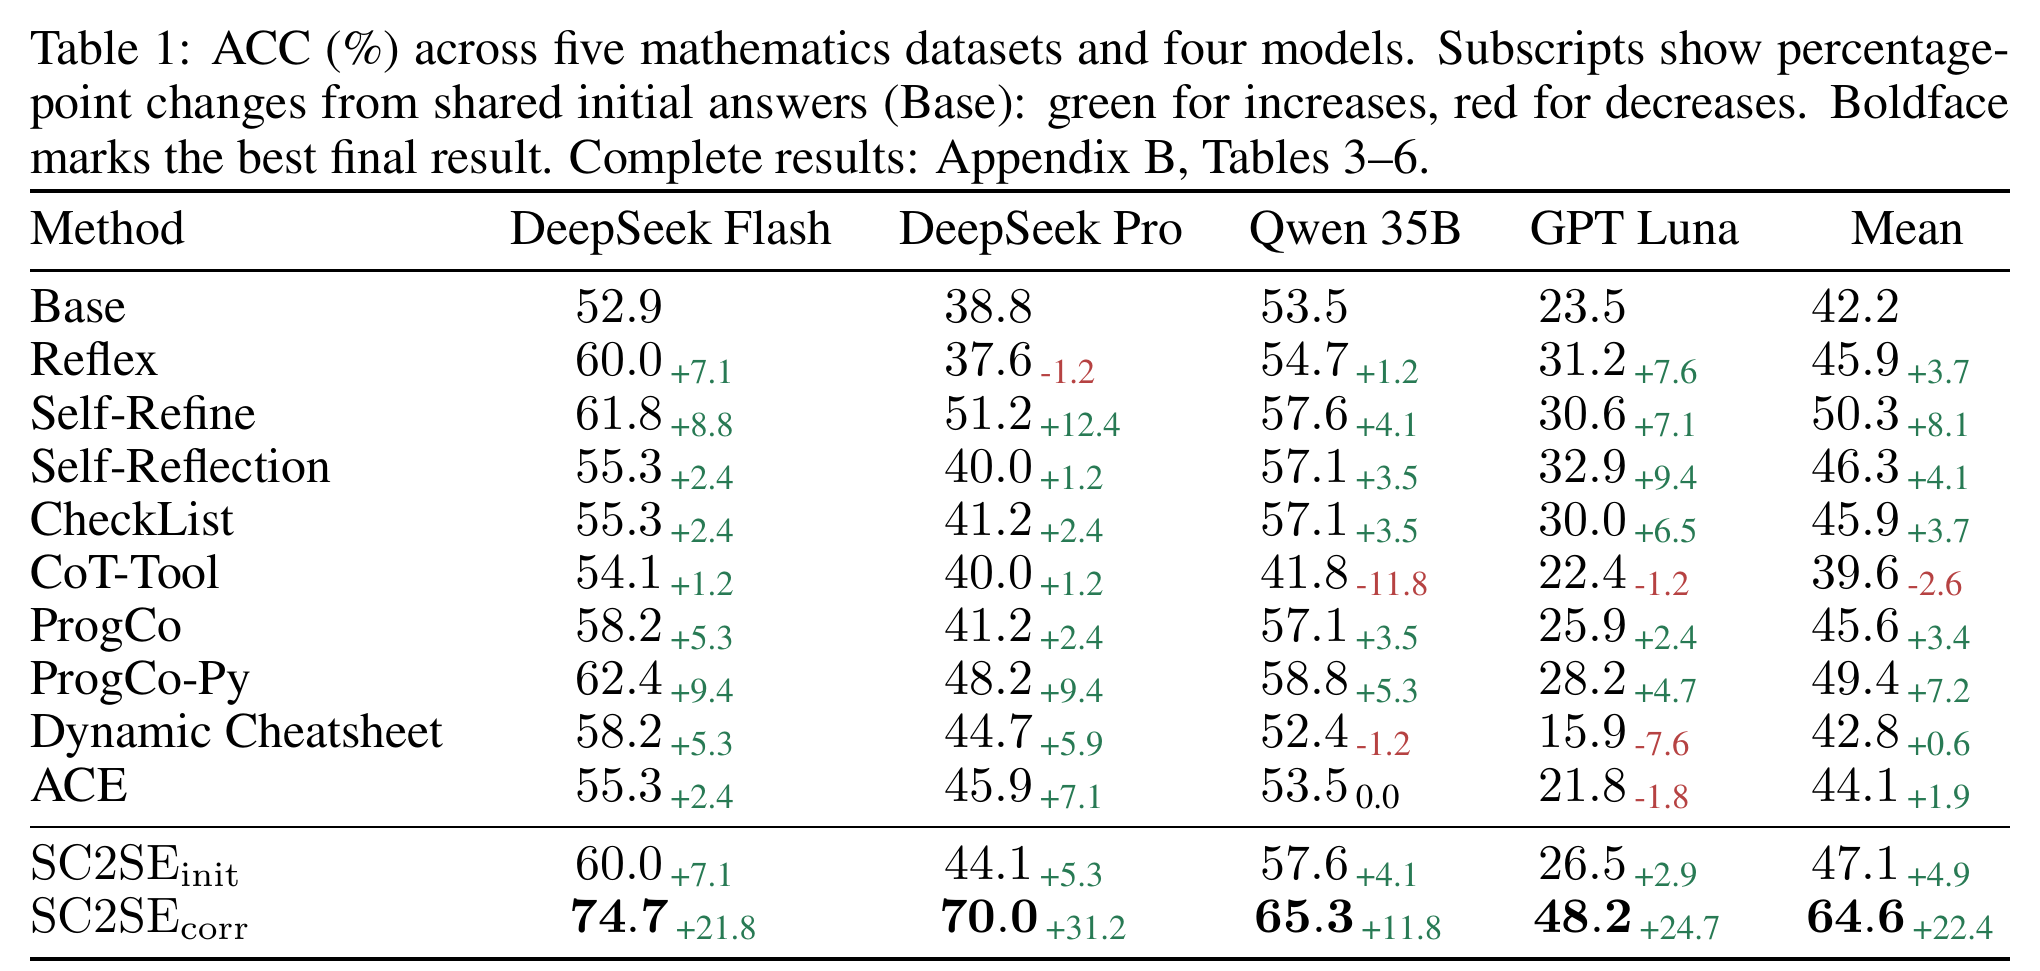 Table 1: ACC (%) across five mathematics datasets and four models. Subscripts show percentage-
point changes from shared initial answers (Base): green for increases, red for decreases. Boldface
marks the best final result. Complete results: Appendix B, Tables 3–6.
Method DeepSeek Flash DeepSeek Pro Qwen 35B GPT Luna Mean
Base 52.9 38.8 53.5 23.5 42.2
Reflex 60.0 +7.1 37.6 -1.2 54.7 +1.2 31.2 +7.6 45.9 +3.7
Self-Refine 61.8 +8.8 51.2 +12.4 57.6 +4.1 30.6 +7.1 50.3 +8.1
Self-Reflection 55.3 +2.4 40.0 +1.2 57.1 +3.5 32.9 +9.4 46.3 +4.1
CheckList 55.3 +2.4 41.2 +2.4 57.1 +3.5 30.0 +6.5 45.9 +3.7
CoT-Tool 54.1 +1.2 40.0 +1.2 41.8 -11.8 22.4 -1.2 39.6 -2.6
ProgCo 58.2 +5.3 41.2 +2.4 57.1 +3.5 25.9 +2.4 45.6 +3.4
ProgCo-Py 62.4 +9.4 48.2 +9.4 58.8 +5.3 28.2 +4.7 49.4 +7.2
Dynamic Cheatsheet 58.2 +5.3 44.7 +5.9 52.4 -1.2 15.9 -7.6 42.8 +0.6
ACE 55.3 +2.4 45.9 +7.1 53.5 0.0 21.8 -1.8 44.1 +1.9
SC2SEinit 60.0 +7.1 44.1 +5.3 57.6 +4.1 26.5 +2.9 47.1 +4.9
SC2SEcorr 74.7 +21.8 70.0 +31.2 65.3 +11.8 48.2 +24.7 64.6 +22.4